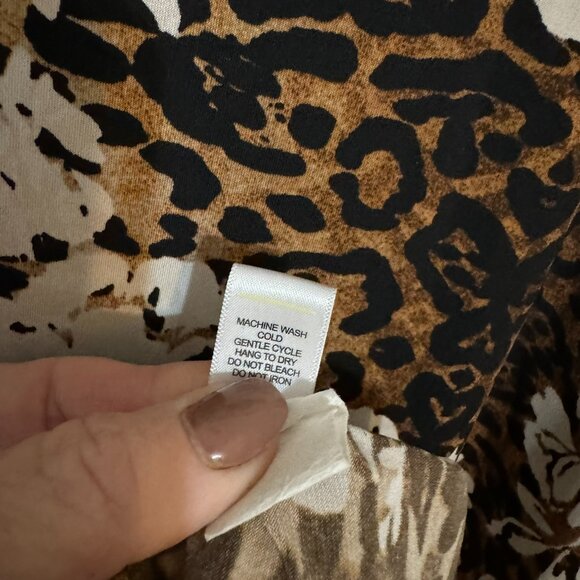 MACHINE WASH
COLD
GENTLE CYCLE
HANG TO DRY
DO NOT BLEACH
DO NOT IRON